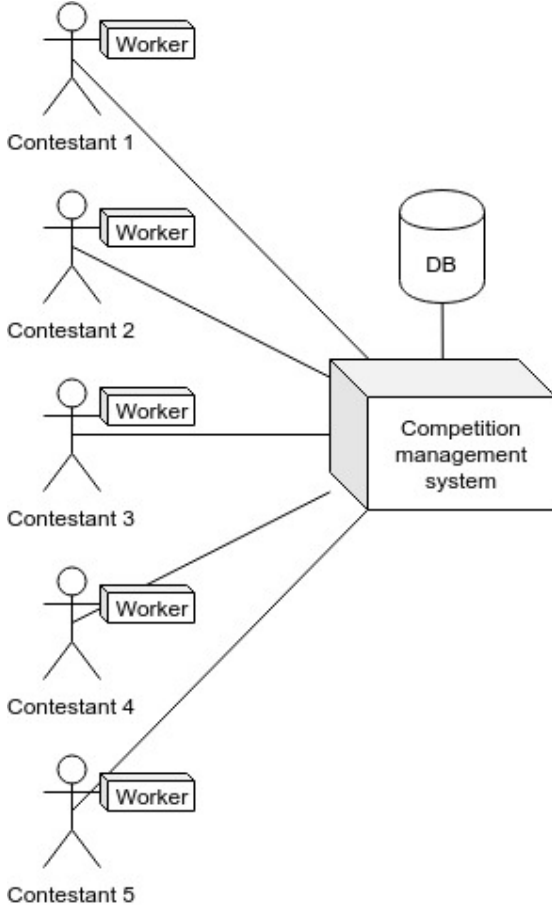 Worker
Contestant 1
Worker
Contestant 2
DB
Worker
Contestant 3
Competition
management
system
Worker
Contestant 4
Worker
Contestant 5